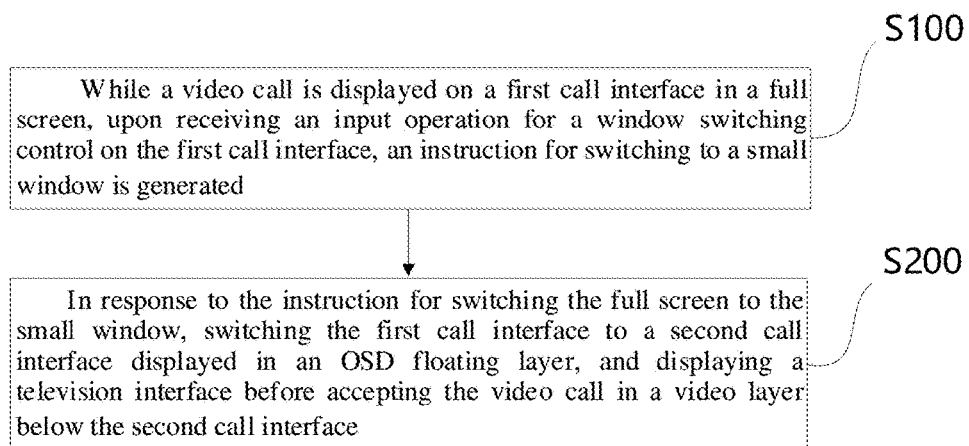 S100
While a video call is displayed on a first call interface in a full
screen, upon receiving an input operation for a window switching
control on the first call interface, an instruction for switching to a small
window is generated
S200
In response to the instruction for switching the full screen to the
small window, switching the first call interface to a second call
interface displayed in an OSD floating layer, and displaying a
television interface before accepting the video call in a video layer
below the second call interface